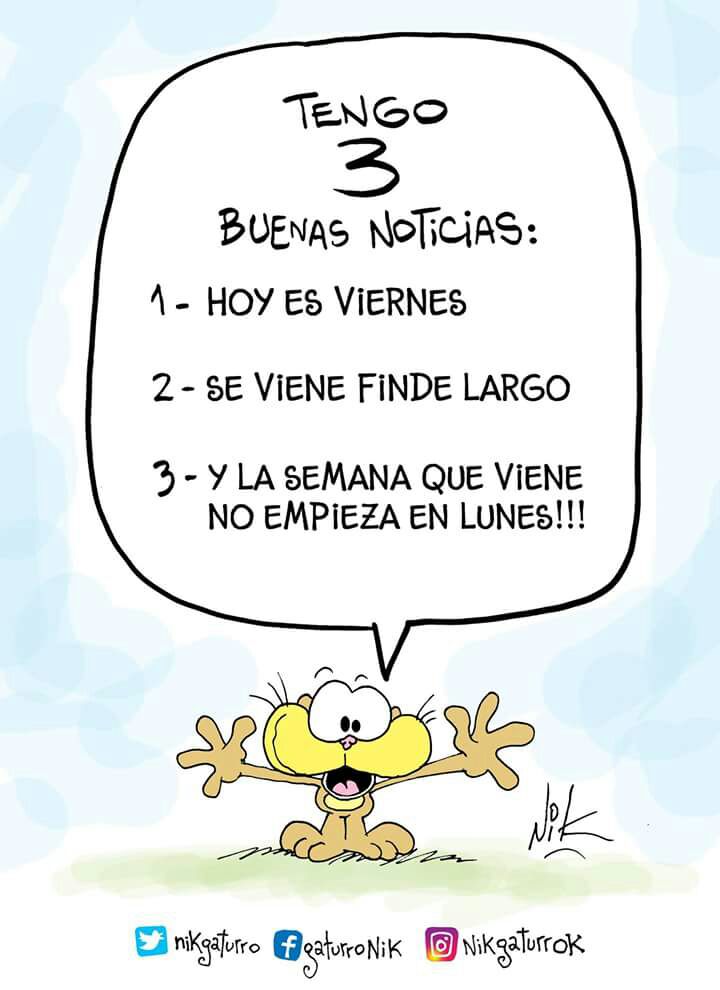 TENGO
3
BUENAS NOTICIAS:
1 - HOY ES VIERNES
2 - SE VIENE FINDE LARGO
3 - Y LA SEMANA QUE VIENE
NO EMPIEZA EN LUNES!!!
NIK
nikgaturro gaturroNiK NiKgaturroK